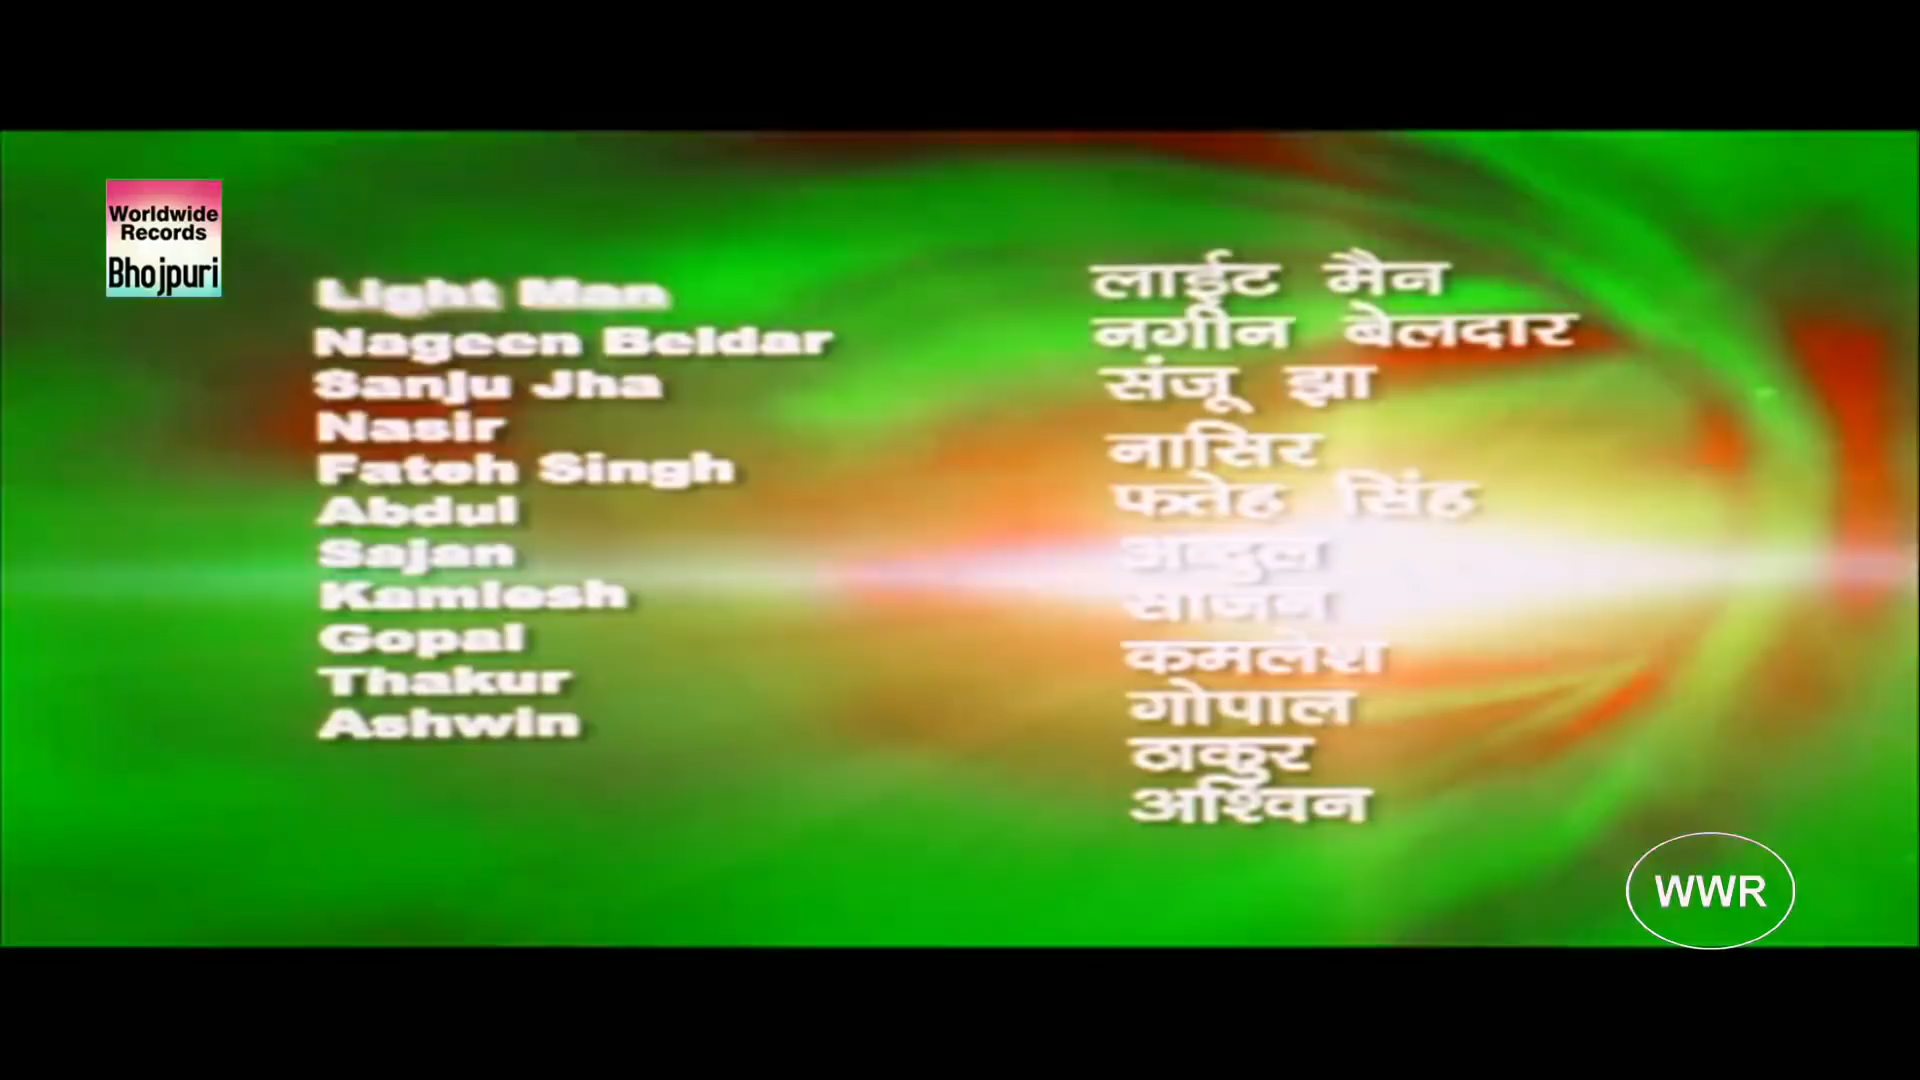 Worldwide
Records
Bhojpuri
Light Man
Nageen Beldar
Sanju Jha
Nasir
Fateh Singh
Abdul
Sajan
Kamlesh
Gopal
Thakur
Ashwin
लाईट मैन
नगीन बेलदार
संजू झा
नासिर
फतेह सिंह
अब्दुल
साजन
कमलेश
गोपाल
ठाकुर
अश्विन
WWR